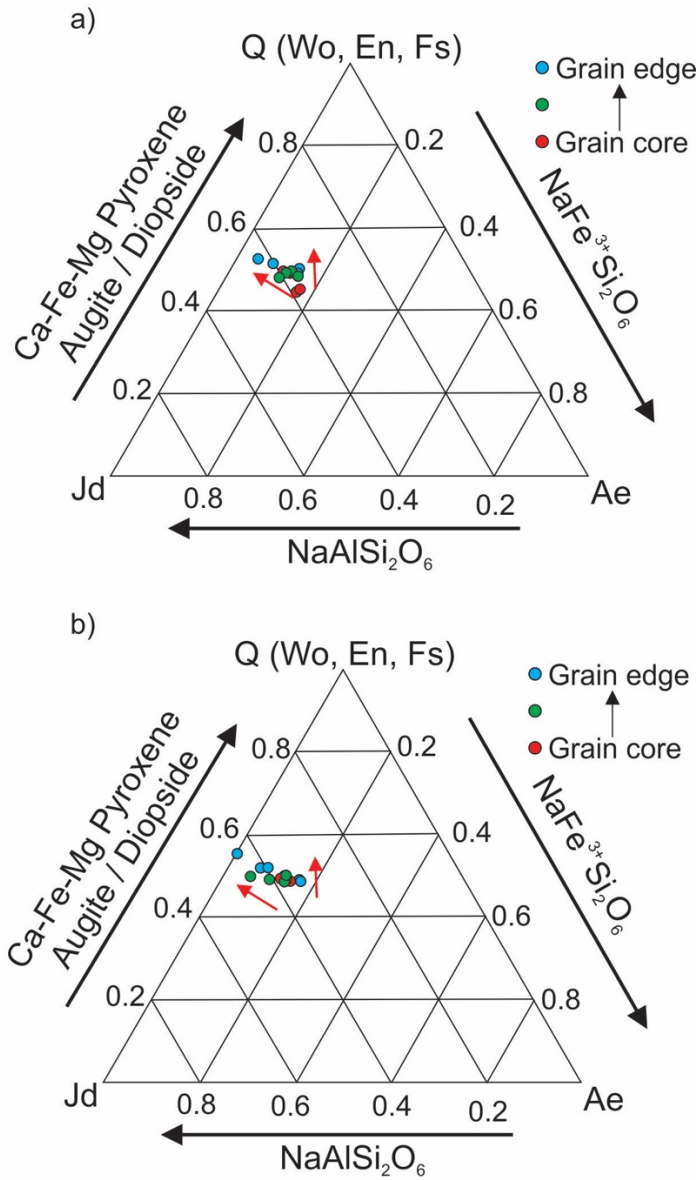 a)
Q (Wo, En, Fs)
Grain edge
Grain core
Ca-Fe-Mg Pyroxene
Augite / Diopside
NaFe³⁺Si₂O₆
0.8
0.2
0.6
0.4
0.4
0.6
0.2
0.8
Jd
Ae
0.8
0.6
0.4
0.2
NaAlSi₂O₆
b)
Q (Wo, En, Fs)
Grain edge
Grain core
Ca-Fe-Mg Pyroxene
Augite / Diopside
NaFe³⁺Si₂O₆
0.8
0.2
0.6
0.4
0.4
0.6
0.2
0.8
Jd
Ae
0.8
0.6
0.4
0.2
NaAlSi₂O₆